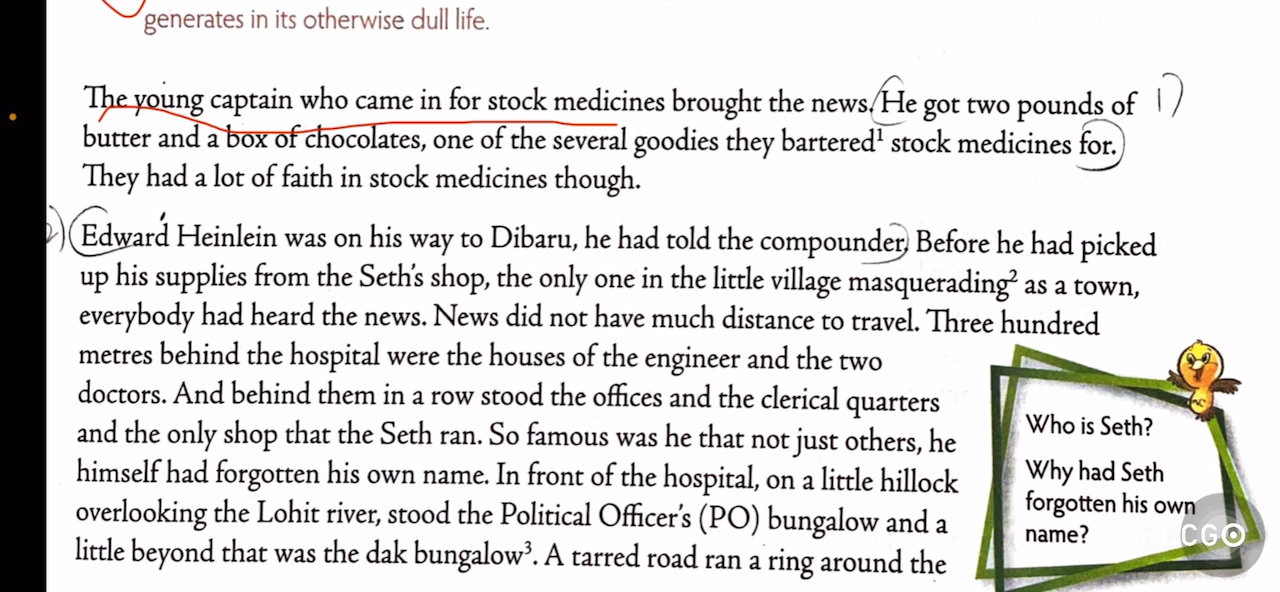 generates in its otherwise dull life.
The young captain who came in for stock medicines brought the news. He got two pounds of 1)
butter and a box of chocolates, one of the several goodies they bartered¹ stock medicines for.
They had a lot of faith in stock medicines though.
2) Edward Heinlein was on his way to Dibaru, he had told the compounder. Before he had picked
up his supplies from the Seth's shop, the only one in the little village masquerading² as a town,
everybody had heard the news. News did not have much distance to travel. Three hundred
metres behind the hospital were the houses of the engineer and the two
doctors. And behind them in a row stood the offices and the clerical quarters
and the only shop that the Seth ran. So famous was he that not just others, he
himself had forgotten his own name. In front of the hospital, on a little hillock
overlooking the Lohit river, stood the Political Officer's (PO) bungalow and a
little beyond that was the dak bungalow³. A tarred road ran a ring around the
Who is Seth?
Why had Seth
forgotten his own
name?
CGO